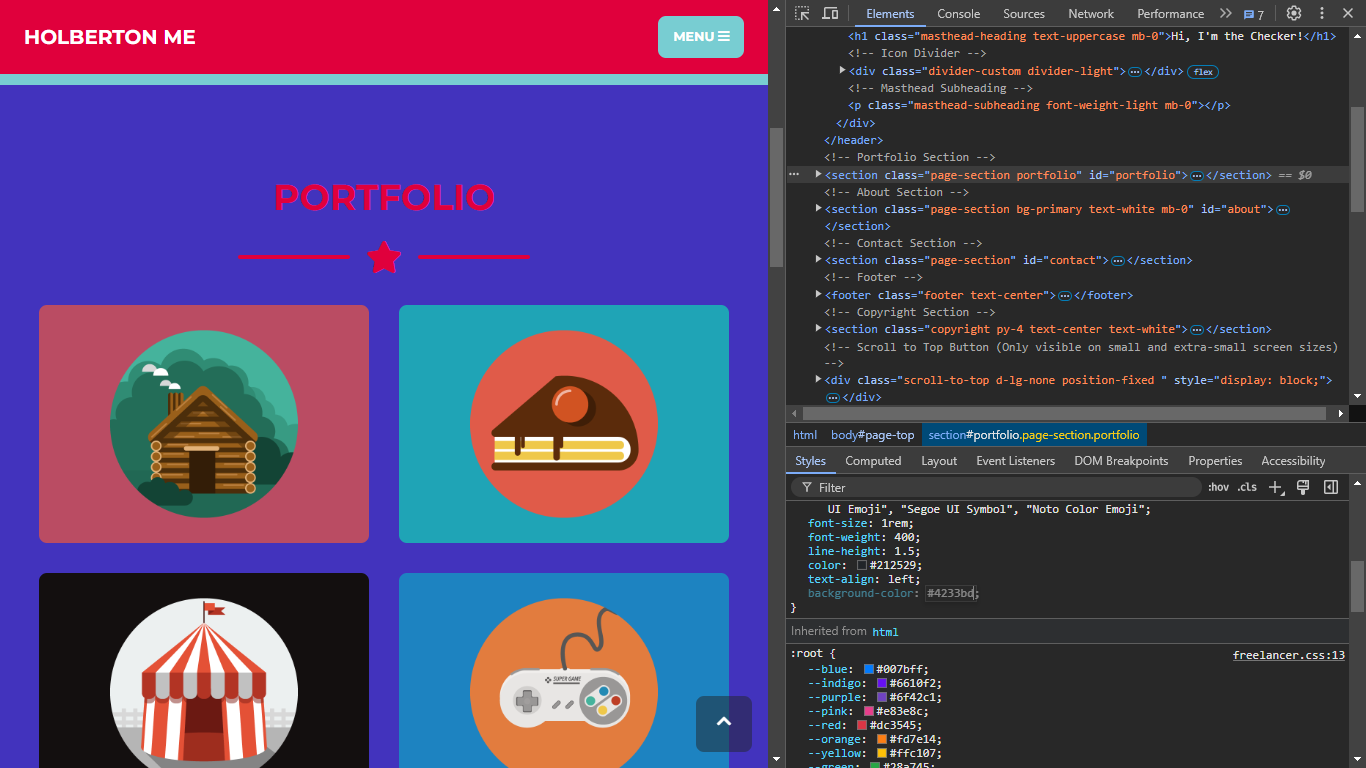 HOLBERTON ME
MENU
PORTFOLIO
SUPER GAME
Elements Console Sources Network Performance 7
<h1 class="masthead-heading text-uppercase mb-0">Hi, I'm the Checker!</h1>
<!-- Icon Divider -->
<div class="divider-custom divider-light">…</div> flex
<!-- Masthead Subheading -->
<p class="masthead-subheading font-weight-light mb-0"></p>
</div>
</header>
<!-- Portfolio Section -->
<section class="page-section portfolio" id="portfolio">…</section> == $0
<!-- About Section -->
<section class="page-section bg-primary text-white mb-0" id="about">…
</section>
<!-- Contact Section -->
<section class="page-section" id="contact">…</section>
<!-- Footer -->
<footer class="footer text-center">…</footer>
<!-- Copyright Section -->
<section class="copyright py-4 text-center text-white">…</section>
<!-- Scroll to Top Button (Only visible on small and extra-small screen sizes)
-->
<div class="scroll-to-top d-lg-none position-fixed " style="display: block;">
…</div>
html body#page-top section#portfolio.page-section.portfolio
Styles Computed Layout Event Listeners DOM Breakpoints Properties Accessibility
Filter :hov .cls
UI Emoji", "Segoe UI Symbol", "Noto Color Emoji";
font-size: 1rem;
font-weight: 400;
line-height: 1.5;
color: #212529;
text-align: left;
background-color: #4233bd;
}
Inherited from html
:root { freelancer.css:13
--blue: #007bff;
--indigo: #6610f2;
--purple: #6f42c1;
--pink: #e83e8c;
--red: #dc3545;
--orange: #fd7e14;
--yellow: #ffc107;
--green: #28a745;